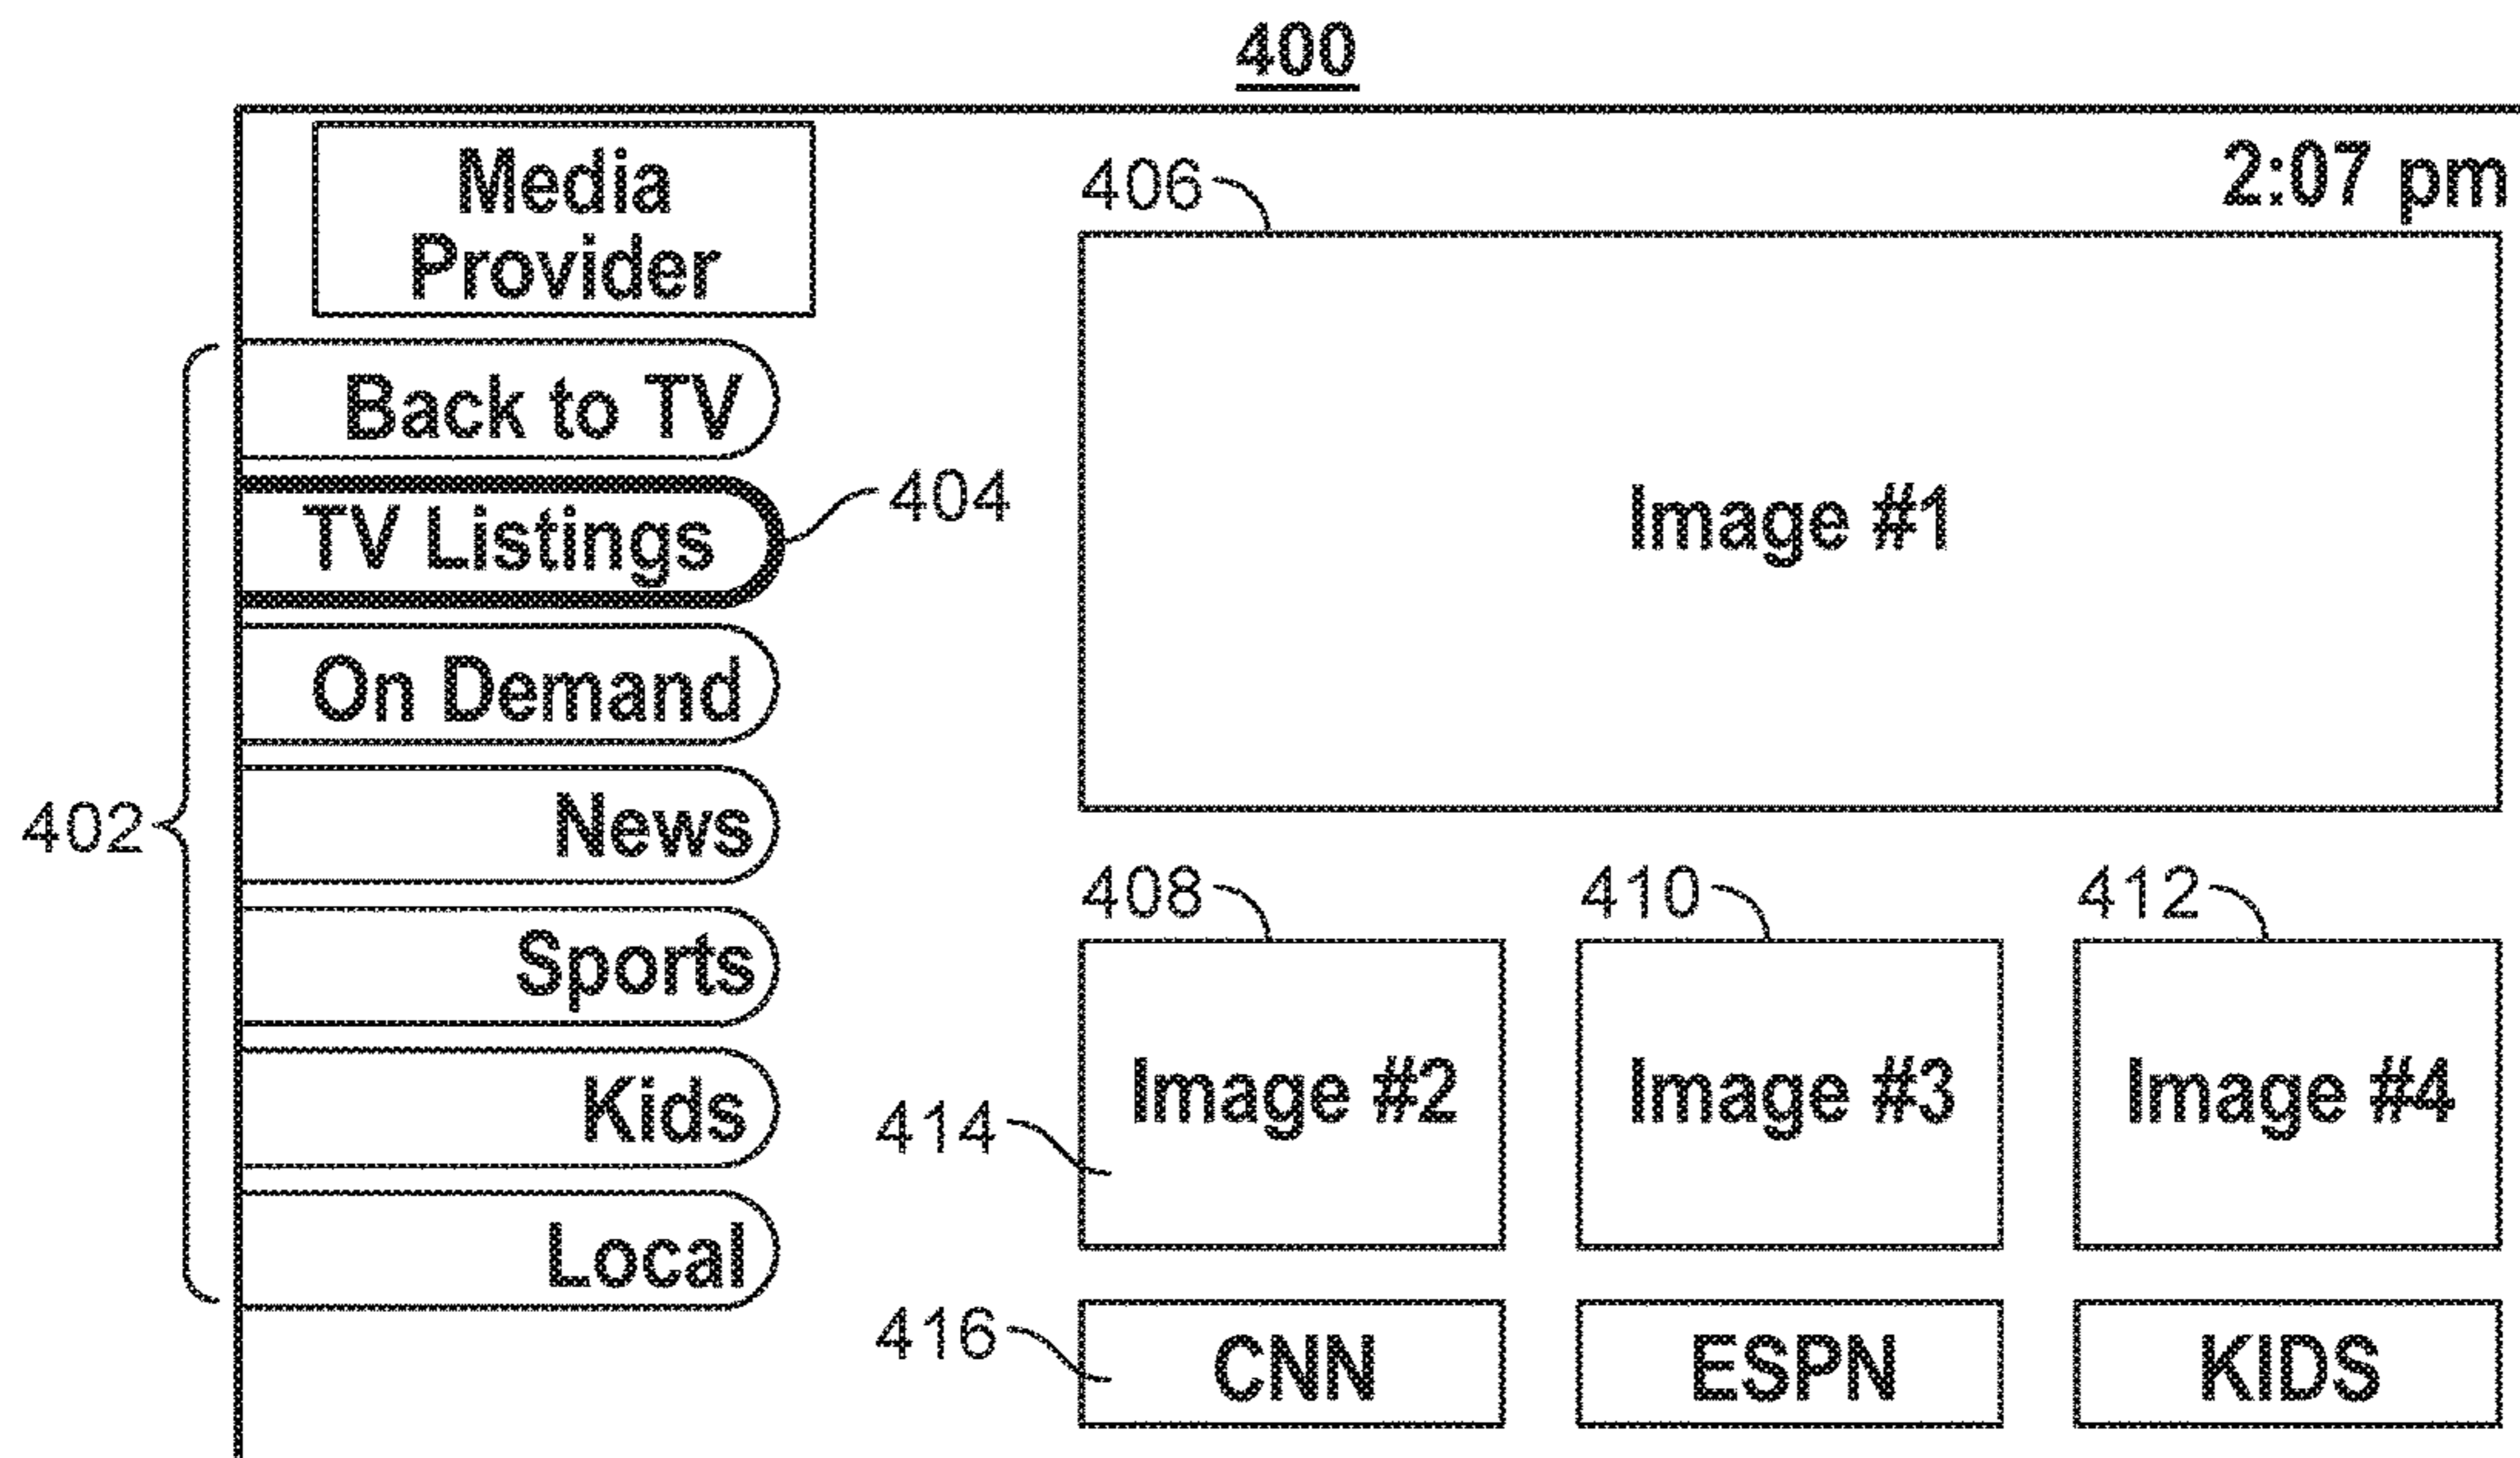 400
Media
Provider
2:07 pm
406
Back to TV
404
TV Listings
Image #1
On Demand
402
News
408
410
412
Sports
Kids
414
Image #2
Image #3
Image #4
Local
416
CNN
ESPN
KIDS